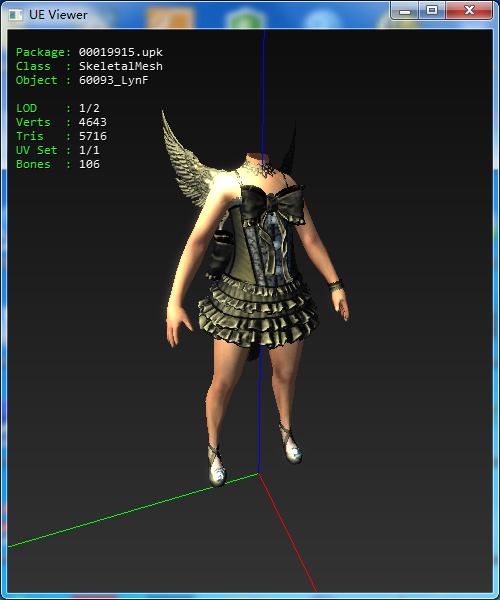 UE Viewer
Package: 00019915.upk
Class : SkeletalMesh
Object : 60093_LynF
LOD : 1/2
Verts : 4643
Tris : 5716
UV Set : 1/1
Bones : 106